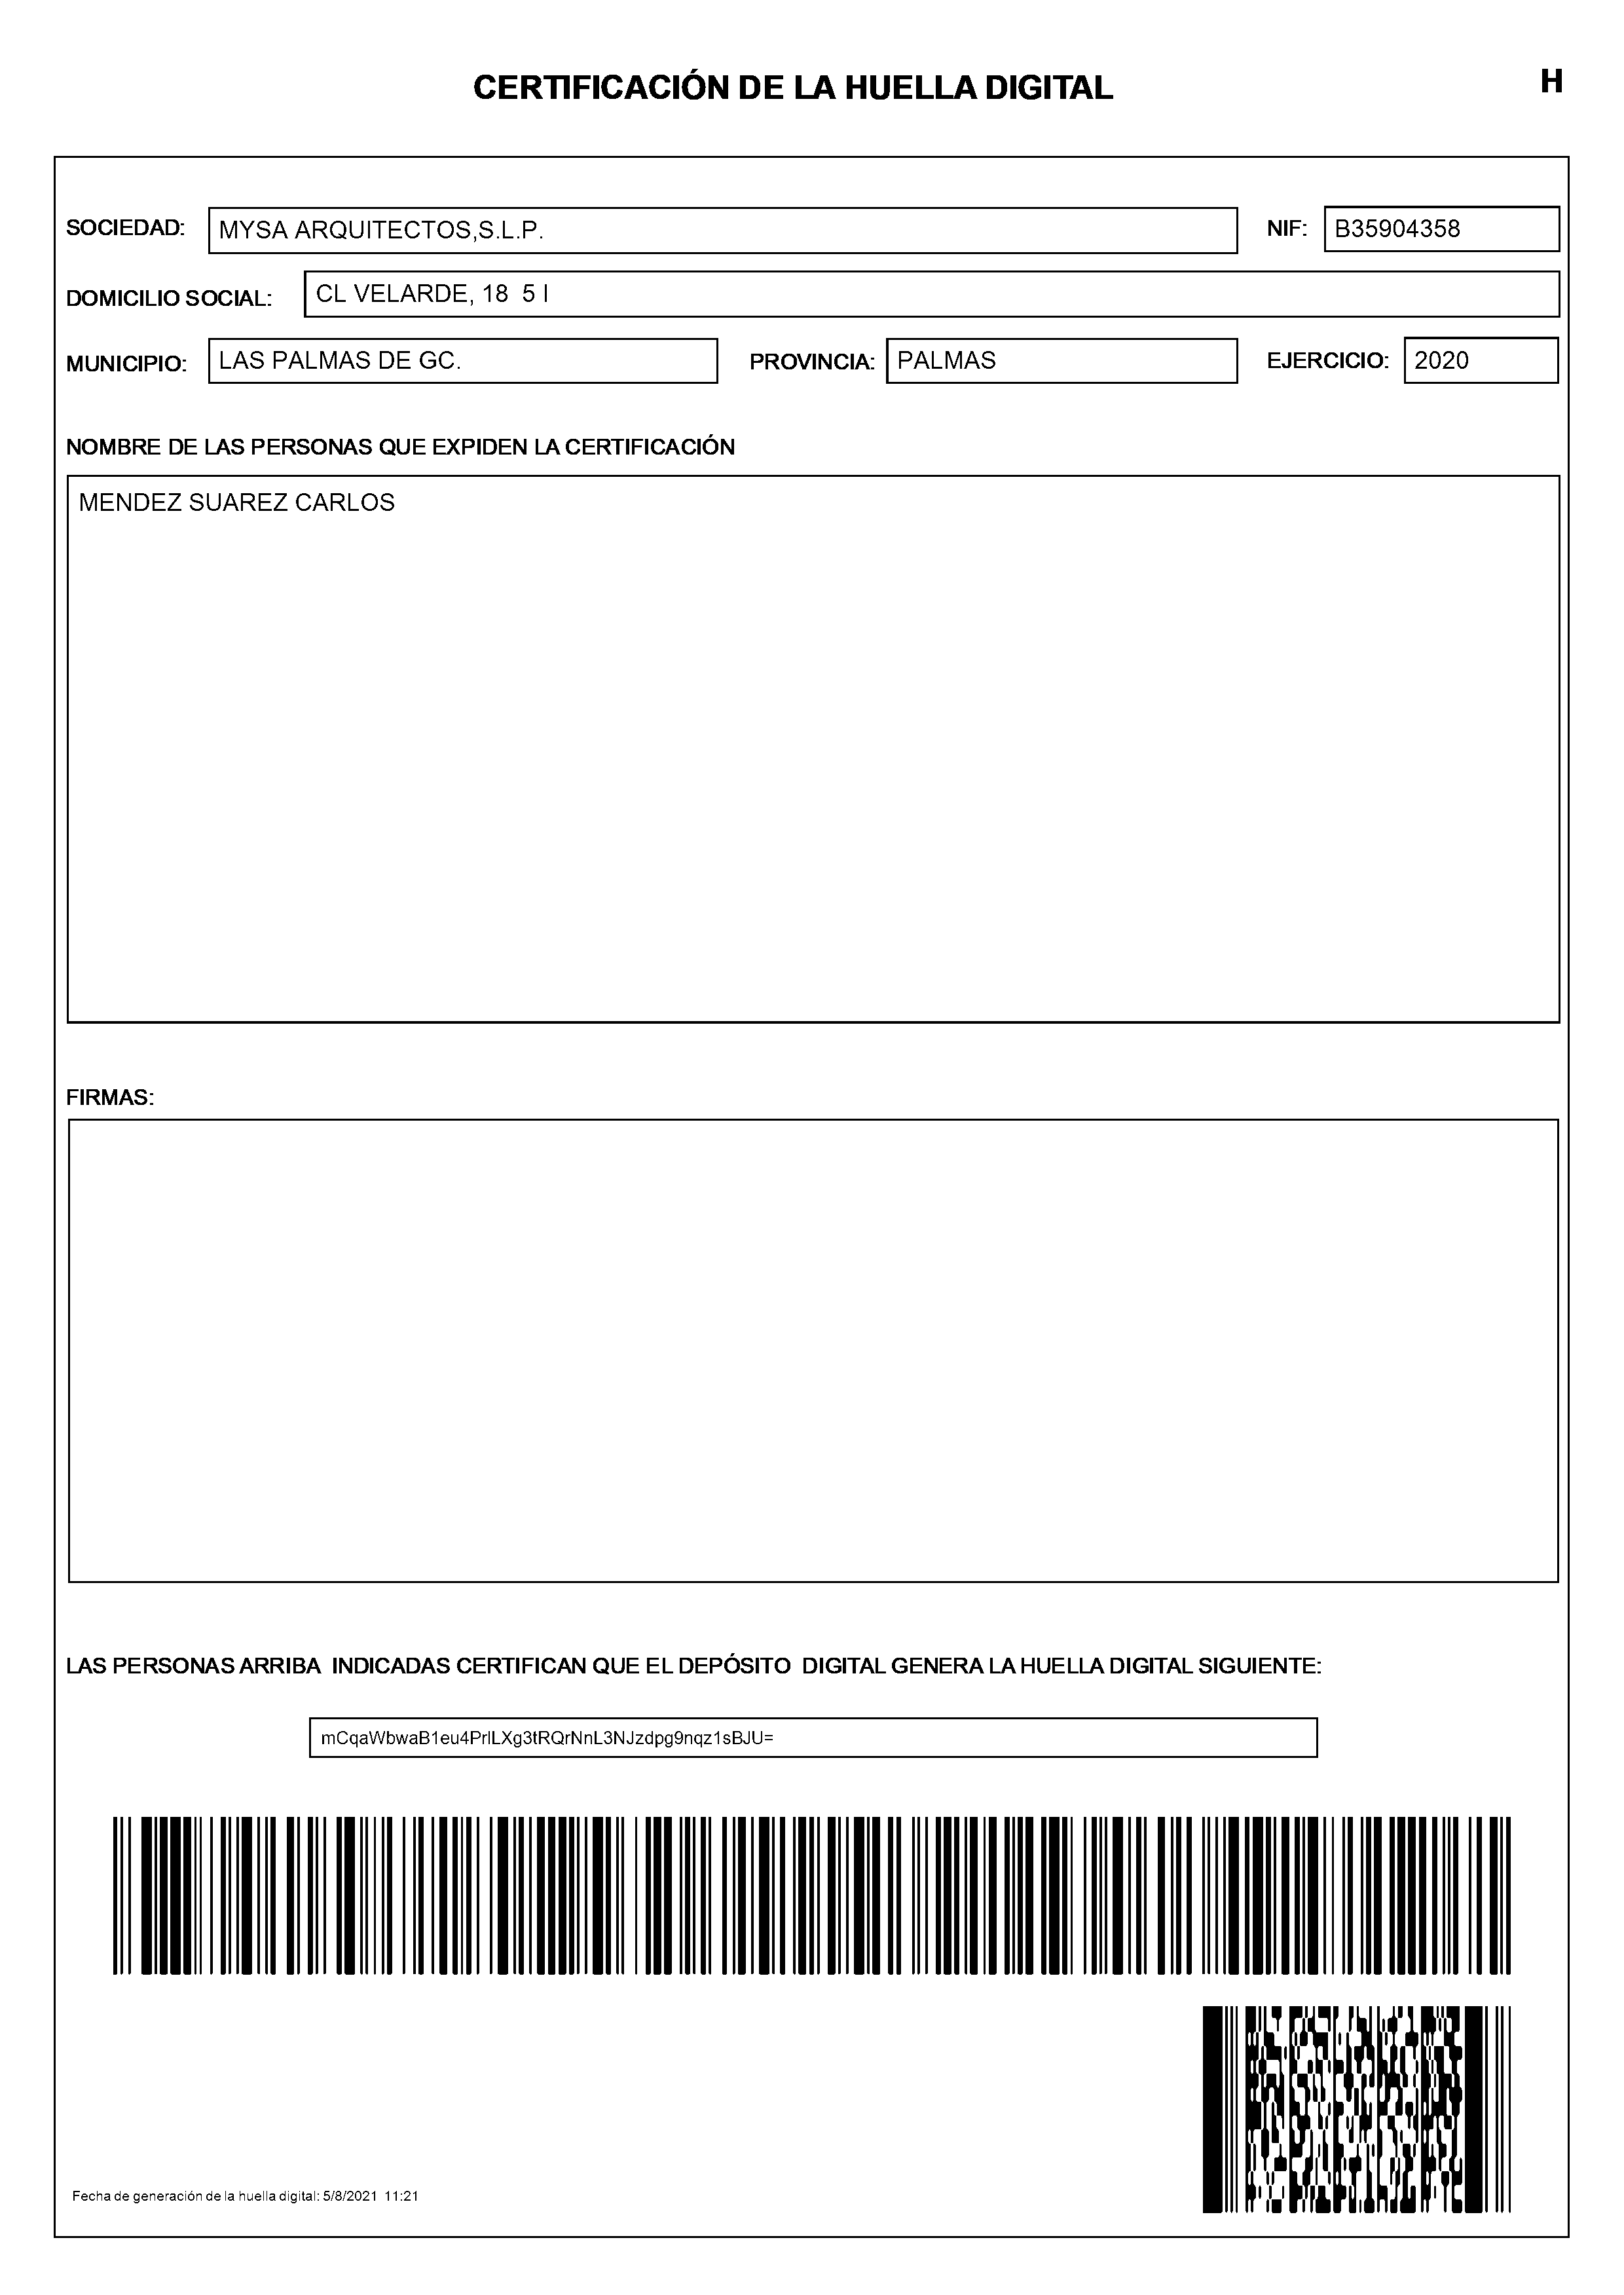 CERTIFICACIÓN DE LA HUELLA DIGITAL
H
SOCIEDAD: MYSA ARQUITECTOS,S.L.P. NIF: B35904358
DOMICILIO SOCIAL: CL VELARDE, 18  5 I
MUNICIPIO: LAS PALMAS DE GC. PROVINCIA: PALMAS EJERCICIO: 2020
NOMBRE DE LAS PERSONAS QUE EXPIDEN LA CERTIFICACIÓN
MENDEZ SUAREZ CARLOS
FIRMAS:
LAS PERSONAS ARRIBA  INDICADAS CERTIFICAN QUE EL DEPÓSITO  DIGITAL GENERA LA HUELLA DIGITAL SIGUIENTE:
mCqaWbwaB1eu4PrlLXg3tRQrNnL3NJzdpg9nqz1sBJU=
Fecha de generación de la huella digital: 5/8/2021  11:21